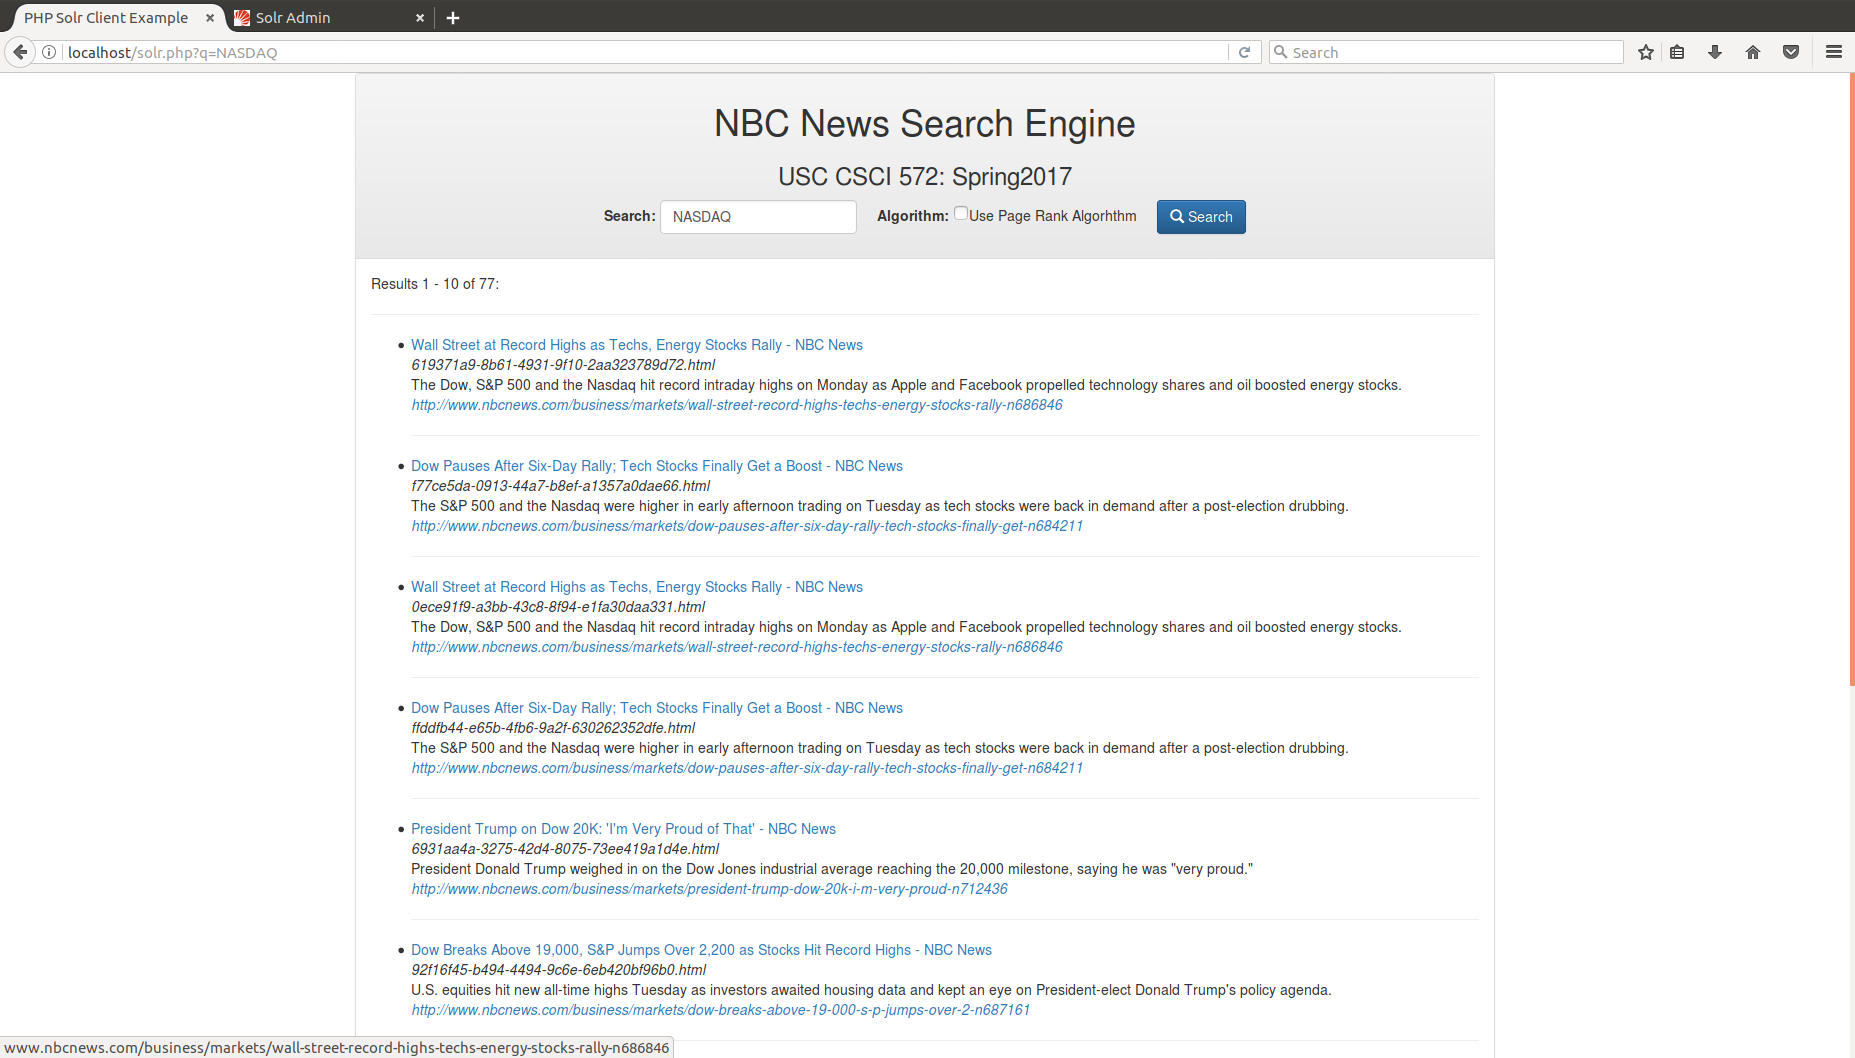 PHP Solr Client Example
Solr Admin
localhost/solr.php?q=NASDAQ
Search
NBC News Search Engine
USC CSCI 572: Spring2017
Search: NASDAQ Algorithm: Use Page Rank Algorhthm Search
Results 1 - 10 of 77:
Wall Street at Record Highs as Techs, Energy Stocks Rally - NBC News
619371a9-8b61-4931-9f10-2aa323789d72.html
The Dow, S&P 500 and the Nasdaq hit record intraday highs on Monday as Apple and Facebook propelled technology shares and oil boosted energy stocks.
http://www.nbcnews.com/business/markets/wall-street-record-highs-techs-energy-stocks-rally-n686846
Dow Pauses After Six-Day Rally; Tech Stocks Finally Get a Boost - NBC News
f77ce5da-0913-44a7-b8ef-a1357a0dae66.html
The S&P 500 and the Nasdaq were higher in early afternoon trading on Tuesday as tech stocks were back in demand after a post-election drubbing.
http://www.nbcnews.com/business/markets/dow-pauses-after-six-day-rally-tech-stocks-finally-get-n684211
Wall Street at Record Highs as Techs, Energy Stocks Rally - NBC News
0ece91f9-a3bb-43c8-8f94-e1fa30daa331.html
The Dow, S&P 500 and the Nasdaq hit record intraday highs on Monday as Apple and Facebook propelled technology shares and oil boosted energy stocks.
http://www.nbcnews.com/business/markets/wall-street-record-highs-techs-energy-stocks-rally-n686846
Dow Pauses After Six-Day Rally; Tech Stocks Finally Get a Boost - NBC News
ffddfb44-e65b-4fb6-9a2f-630262352dfe.html
The S&P 500 and the Nasdaq were higher in early afternoon trading on Tuesday as tech stocks were back in demand after a post-election drubbing.
http://www.nbcnews.com/business/markets/dow-pauses-after-six-day-rally-tech-stocks-finally-get-n684211
President Trump on Dow 20K: 'I'm Very Proud of That' - NBC News
6931aa4a-3275-42d4-8075-73ee419a1d4e.html
President Donald Trump weighed in on the Dow Jones industrial average reaching the 20,000 milestone, saying he was "very proud."
http://www.nbcnews.com/business/markets/president-trump-dow-20k-i-m-very-proud-n712436
Dow Breaks Above 19,000, S&P Jumps Over 2,200 as Stocks Hit Record Highs - NBC News
92f16f45-b494-4494-9c6e-6eb420bf96b0.html
U.S. equities hit new all-time highs Tuesday as investors awaited housing data and kept an eye on President-elect Donald Trump's policy agenda.
http://www.nbcnews.com/business/markets/dow-breaks-above-19-000-s-p-jumps-over-2-n687161
www.nbcnews.com/business/markets/wall-street-record-highs-techs-energy-stocks-rally-n686846